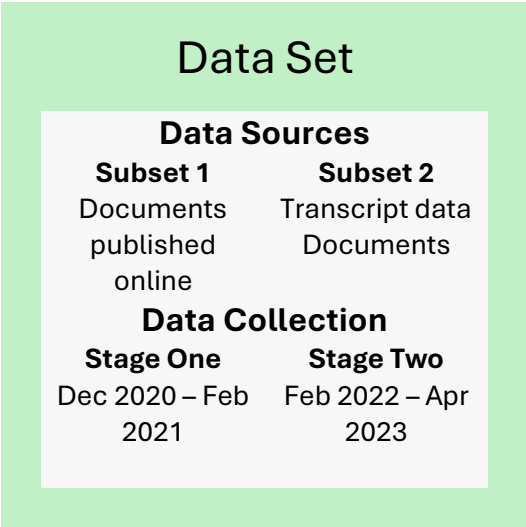 Data Set
Data Sources
Subset 1
Documents
published
online
Subset 2
Transcript data
Documents
Data Collection
Stage One
Dec 2020 – Feb
2021
Stage Two
Feb 2022 – Apr
2023